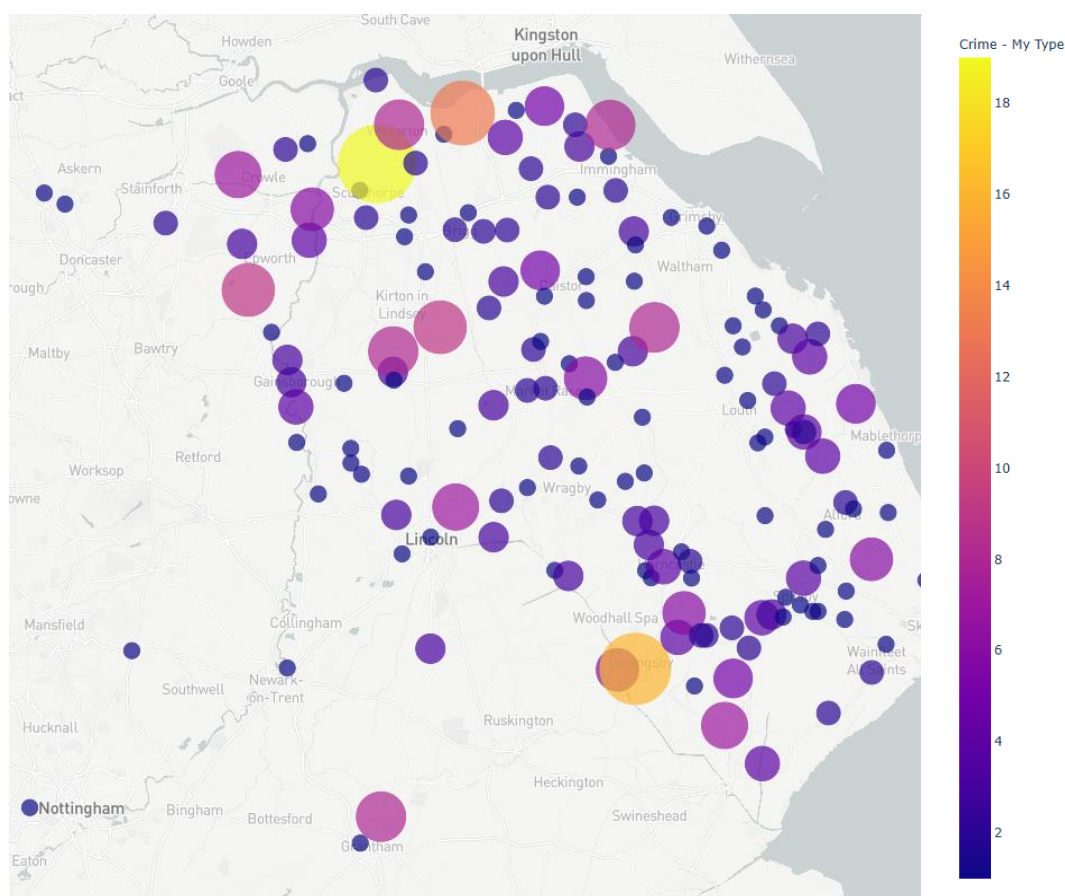 South Cave
Kingston
upon Hull
Howden
Withernsea
Goole
Askern
Crowle
Stainforth
Immingham
Grimsby
Doncaster
Epworth
Waltham
Kirton in
Lindsey
Maltby
Bawtry
Gainsborough
Louth
Retford
Worksop
Wragby
Lincoln
Woodhall Spa
Mansfield
Collingham
Wainfleet
All Saints
Southwell
Newark-
on-Trent
Ruskington
Hucknall
Heckington
Nottingham
Bingham
Bottesford
Swineshead
Grantham
Eaton
Crime - My Type
18
16
14
12
10
8
6
4
2